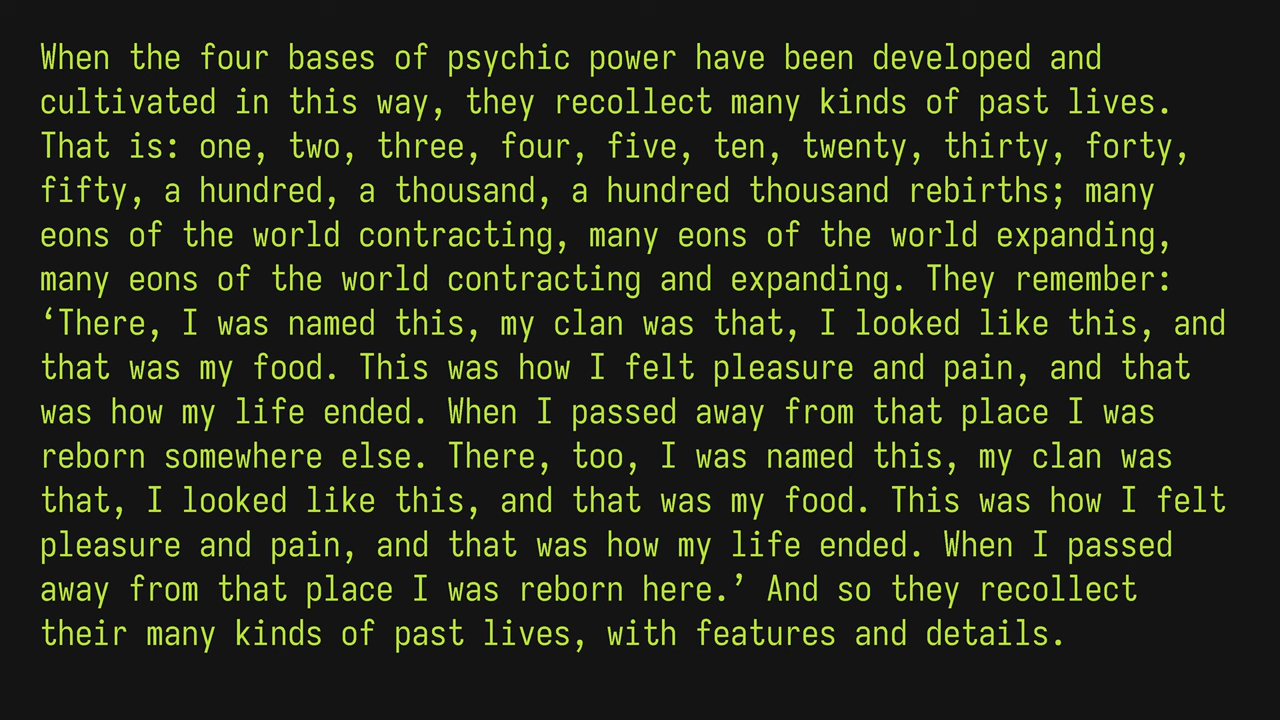 When the four bases of psychic power have been developed and
cultivated in this way, they recollect many kinds of past lives.
That is: one, two, three, four, five, ten, twenty, thirty, forty,
fifty, a hundred, a thousand, a hundred thousand rebirths; many
eons of the world contracting, many eons of the world expanding,
many eons of the world contracting and expanding. They remember:
‘There, I was named this, my clan was that, I looked like this, and
that was my food. This was how I felt pleasure and pain, and that
was how my life ended. When I passed away from that place I was
reborn somewhere else. There, too, I was named this, my clan was
that, I looked like this, and that was my food. This was how I felt
pleasure and pain, and that was how my life ended. When I passed
away from that place I was reborn here.’ And so they recollect
their many kinds of past lives, with features and details.